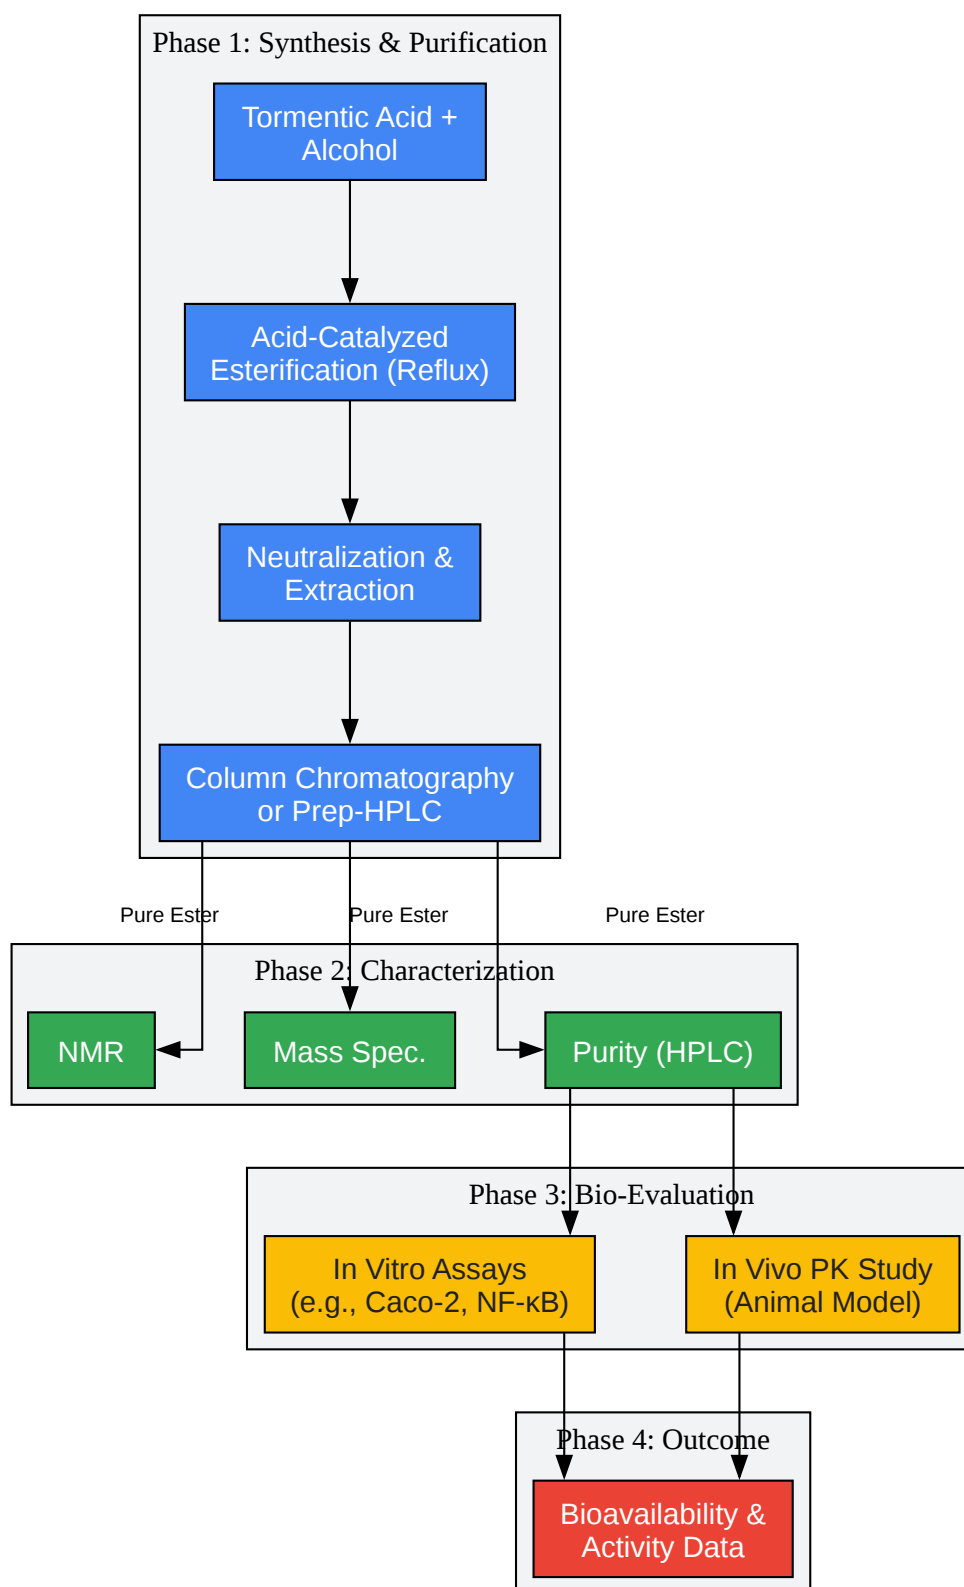 Phase 1: Synthesis & Purification
Tormentic Acid +
Alcohol
Acid-Catalyzed
Esterification (Reflux)
Neutralization &
Extraction
Column Chromatography
or Prep-HPLC
Pure Ester
Pure Ester
Pure Ester
Phase 2: Characterization
NMR
Mass Spec.
Purity (HPLC)
Phase 3: Bio-Evaluation
In Vitro Assays
(e.g., Caco-2, NF-κB)
In Vivo PK Study
(Animal Model)
Phase 4: Outcome
Bioavailability &
Activity Data